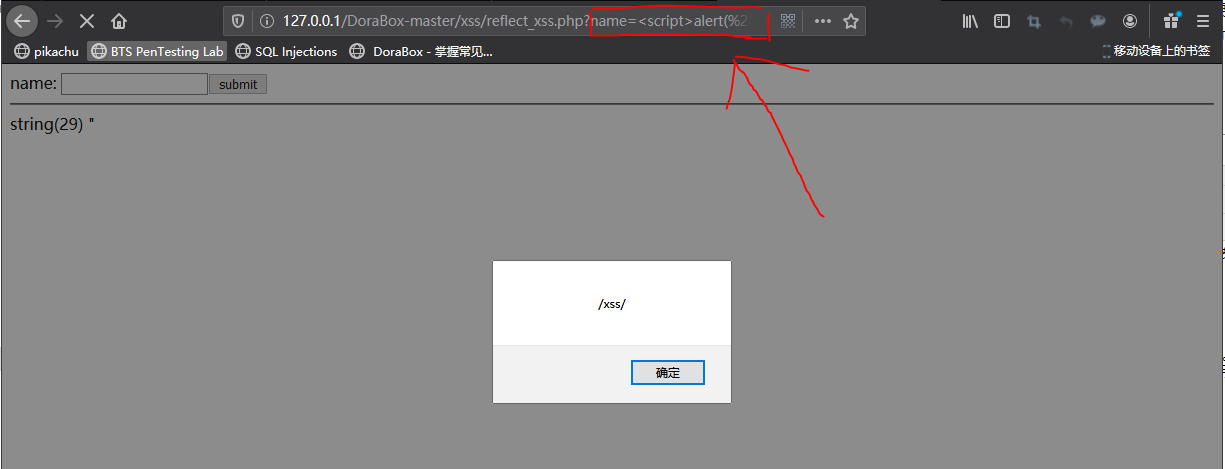 127.0.0.1/DoraBox-master/xss/reflect_xss.php?name=<script>alert(%2
pikachu BTS PenTesting Lab SQL Injections DoraBox - 掌握常见... 移动设备上的书签
name: submit
string(29) "
/xss/
确定